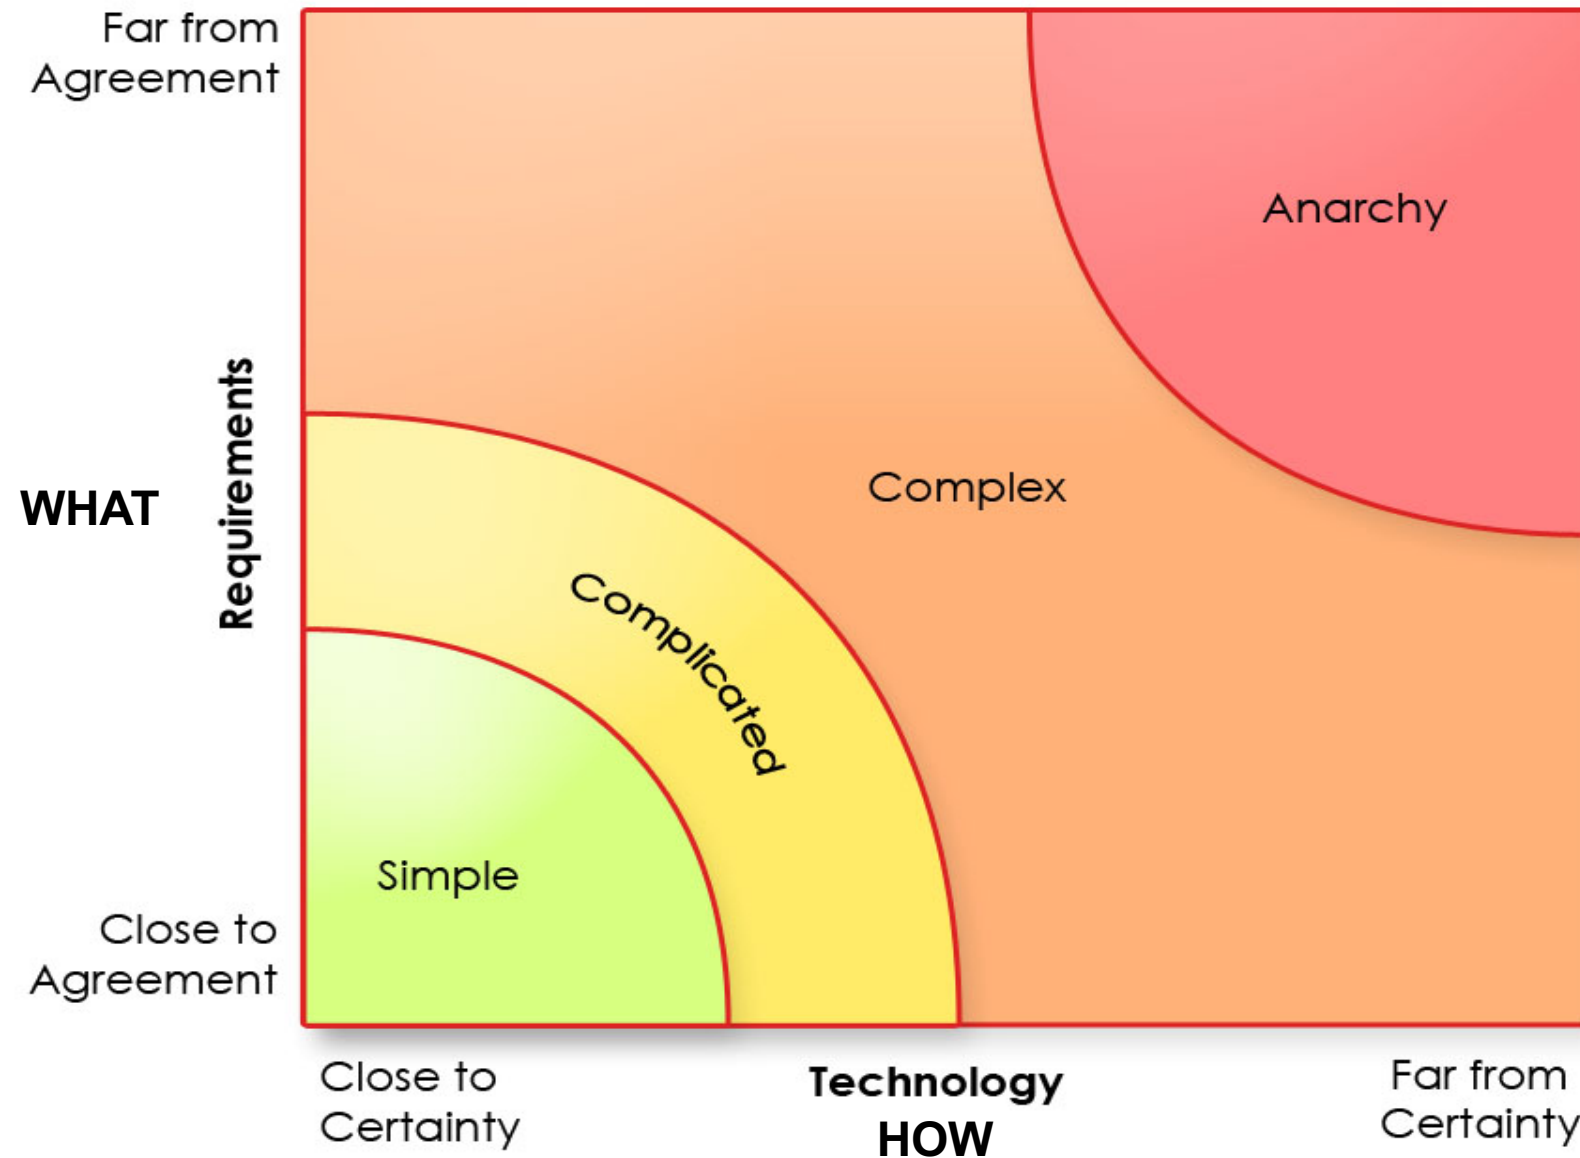 Far from
Agreement
Anarchy
Requirements
WHAT
Complex
Complicated
Simple
Close to
Agreement
Close to
Certainty
Technology
HOW
Far from
Certainty